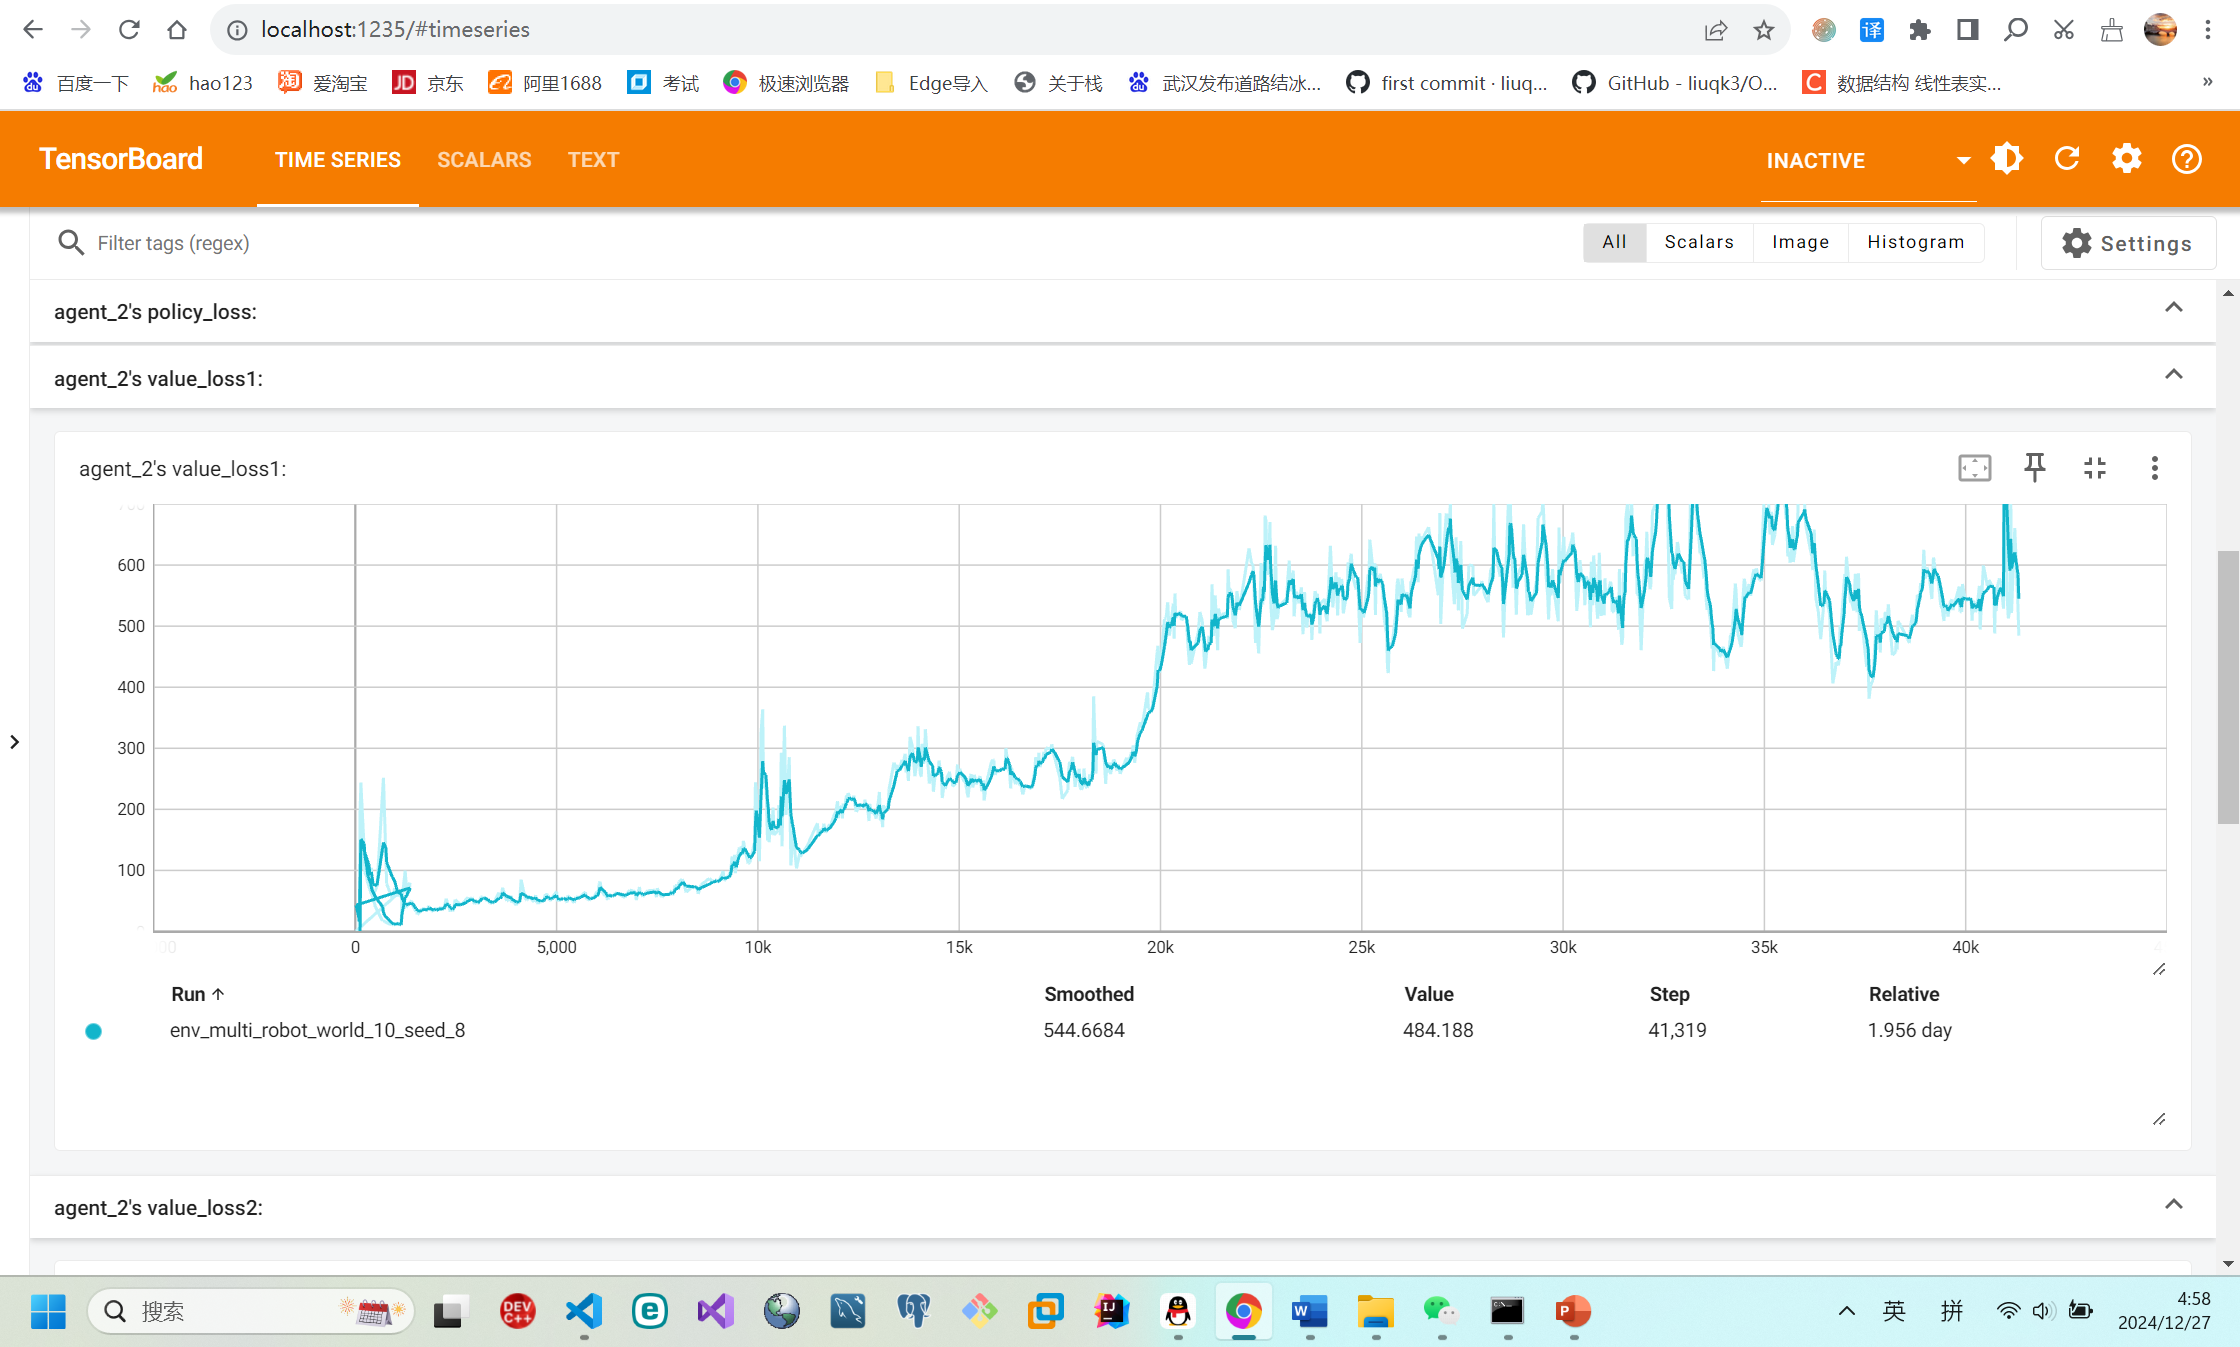 localhost:1235/#timeseries
译
百度一下 hao123 爱淘宝 京东 阿里1688 考试 极速浏览器 Edge导入 关于栈 武汉发布道路结冰... first commit · liuq... GitHub - liuqk3/O... 数据结构 线性表实... »
TensorBoard TIME SERIES SCALARS TEXT INACTIVE
Filter tags (regex) All Scalars Image Histogram Settings
agent_2's policy_loss:
agent_2's value_loss1:
agent_2's value_loss1:
600
500
400
300
200
100
0 5,000 10k 15k 20k 25k 30k 35k 40k
Run ↑ Smoothed Value Step Relative
env_multi_robot_world_10_seed_8 544.6684 484.188 41,319 1.956 day
agent_2's value_loss2:
搜索 英 拼 4:58
2024/12/27